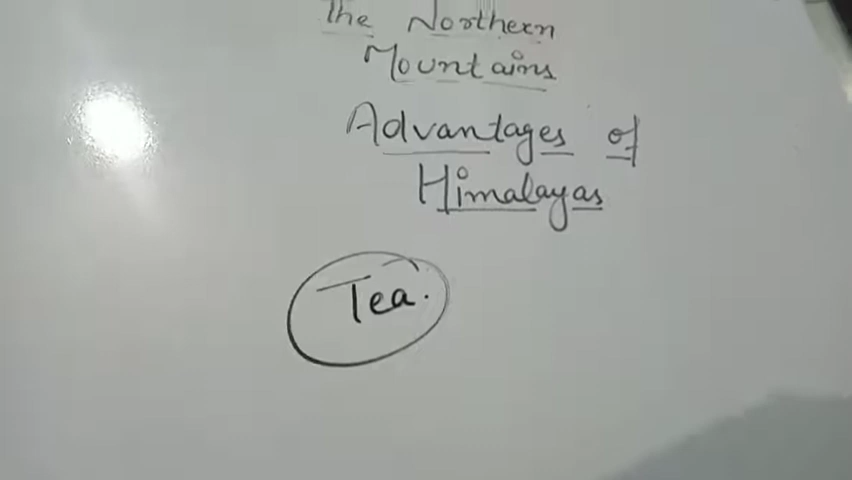 The Northern
Mountains
Advantages of
Himalayas
Tea.